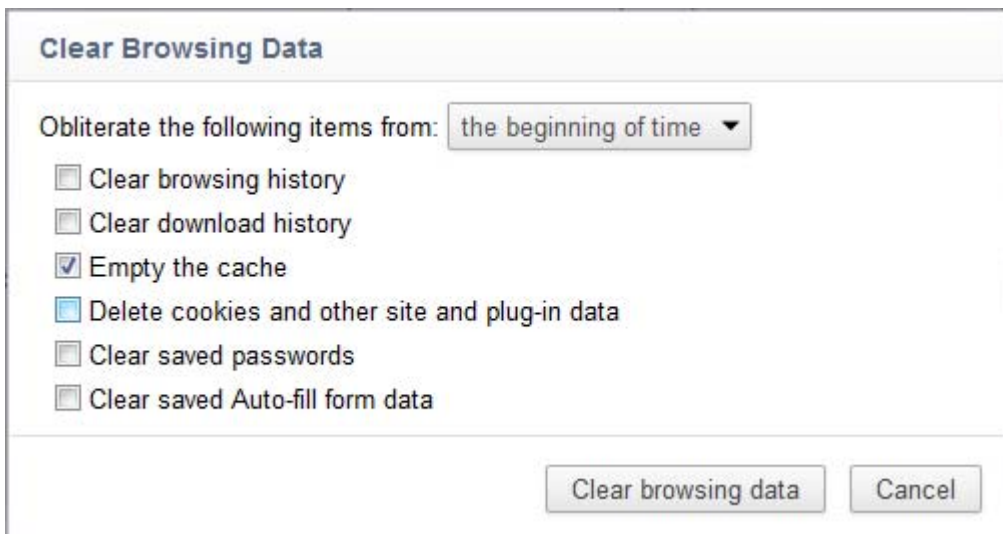 Clear Browsing Data
Obliterate the following items from: the beginning of time
Clear browsing history
Clear download history
Empty the cache
Delete cookies and other site and plug-in data
Clear saved passwords
Clear saved Auto-fill form data
Clear browsing data Cancel